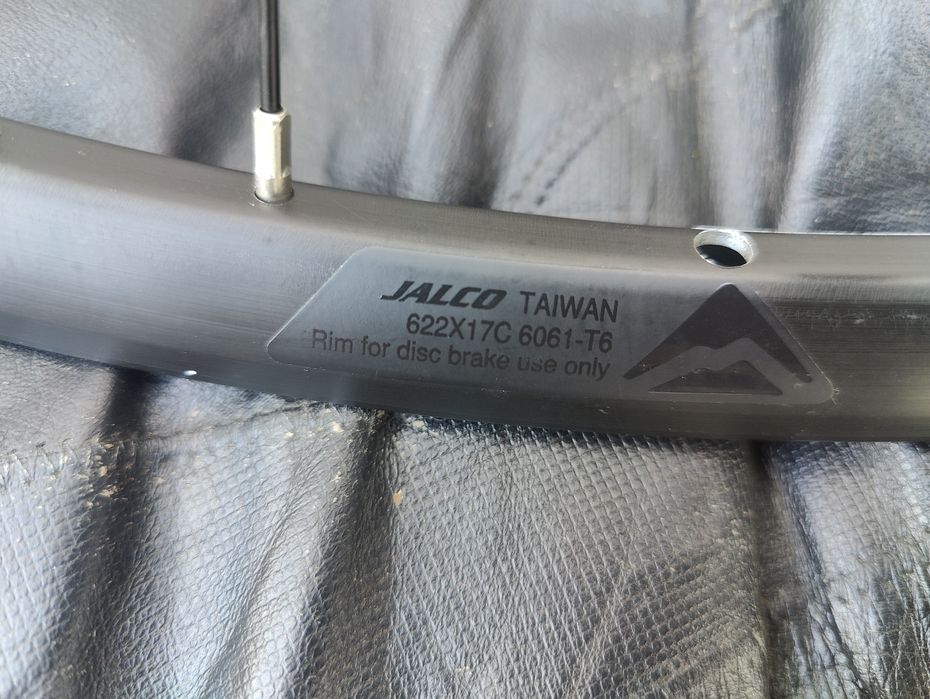 JALCO TAIWAN
622X17C 6061-T6
Rim for disc brake use only